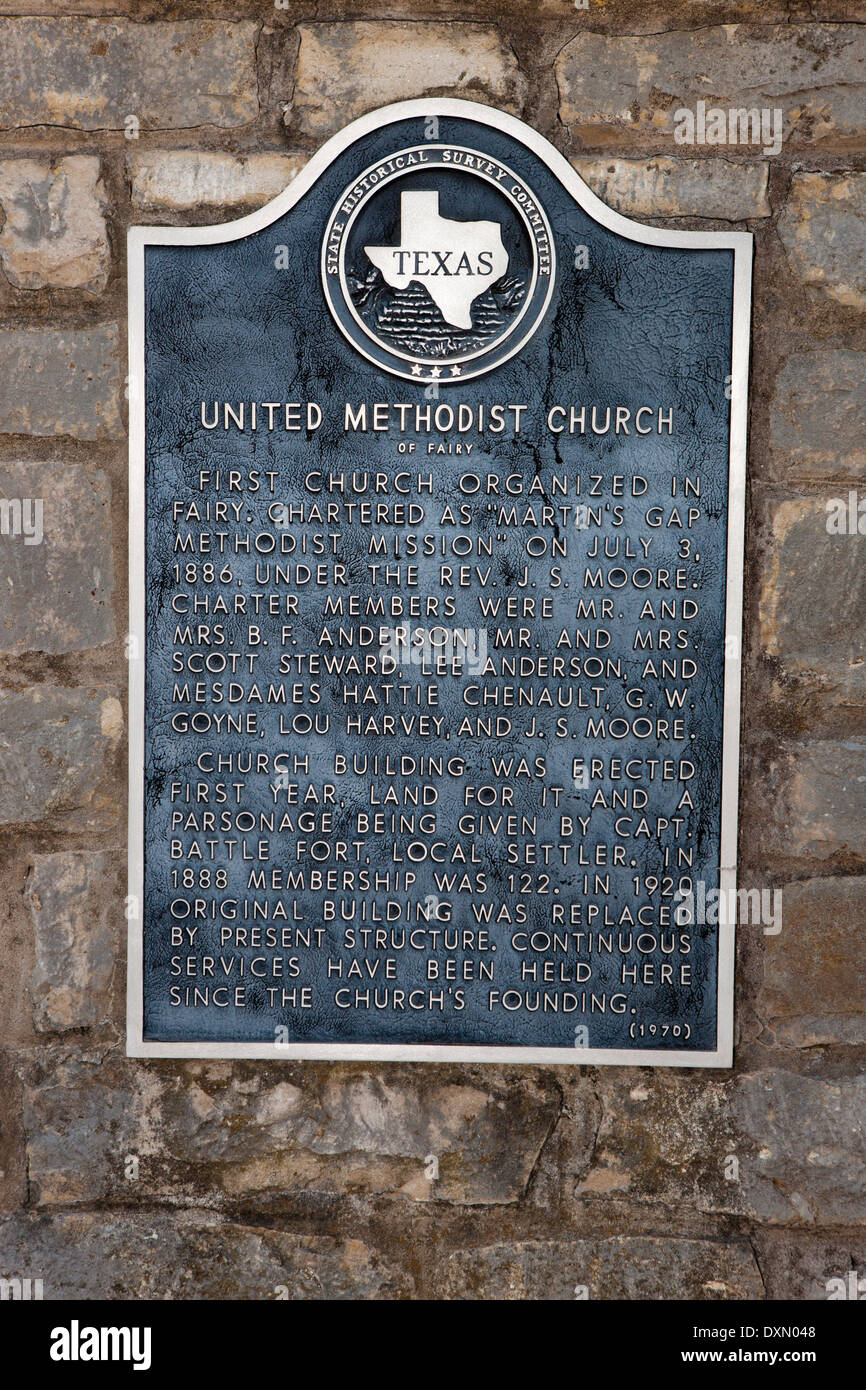 STATE HISTORICAL SURVEY COMMITTEE
TEXAS
UNITED METHODIST CHURCH
OF FAIRY
FIRST CHURCH ORGANIZED IN
FAIRY. CHARTERED AS "MARTIN'S GAP
METHODIST MISSION" ON JULY 3,
1886, UNDER THE REV. J. S. MOORE.
CHARTER MEMBERS WERE MR. AND
MRS. B. F. ANDERSON, MR. AND MRS.
SCOTT STEWARD, LEE ANDERSON, AND
MESDAMES HATTIE CHENAULT, G. W.
GOYNE, LOU HARVEY, AND J. S. MOORE.
CHURCH BUILDING WAS ERECTED
FIRST YEAR, LAND FOR IT AND A
PARSONAGE BEING GIVEN BY CAPT.
BATTLE FORT, LOCAL SETTLER. IN
1888 MEMBERSHIP WAS 122. IN 1920
ORIGINAL BUILDING WAS REPLACED
BY PRESENT STRUCTURE. CONTINUOUS
SERVICES HAVE BEEN HELD HERE
SINCE THE CHURCH'S FOUNDING.
(1970)
alamy
a
alamy
a
alamy
a
alamy
Image ID: DXN048
www.alamy.com